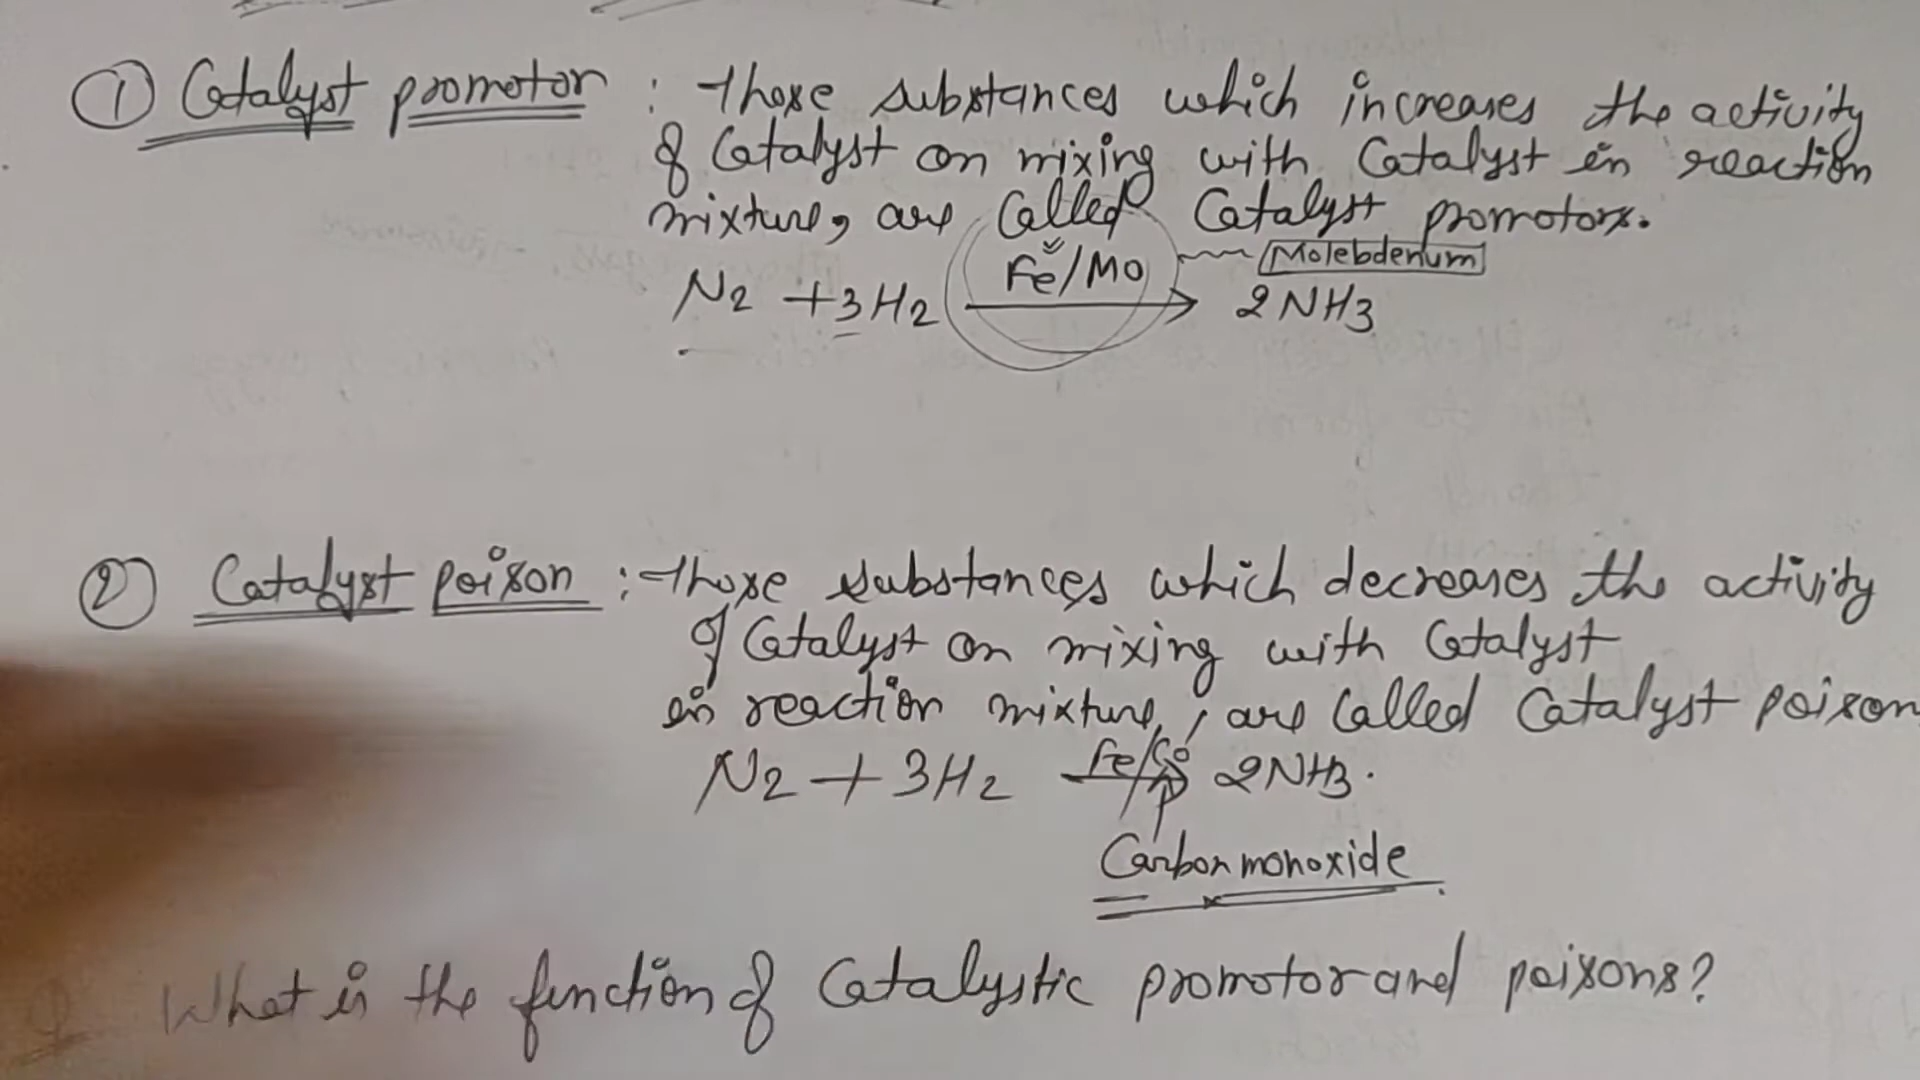 ① Catalyst promotor : Those substances which increases the activity
of Catalyst on mixing with Catalyst in reaction
mixture, are Called Catalyst promotors.
Fe/Mo Molebdenum
N2 + 3H2 → 2NH3
② Catalyst poison : Those substances which decreases the activity
of Catalyst on mixing with Catalyst
in reaction mixture, are Called Catalyst poison
N2 + 3H2 Fe/Co → 2NH3.
Carbon monoxide
What is the function of Catalystic promotor and poisons?